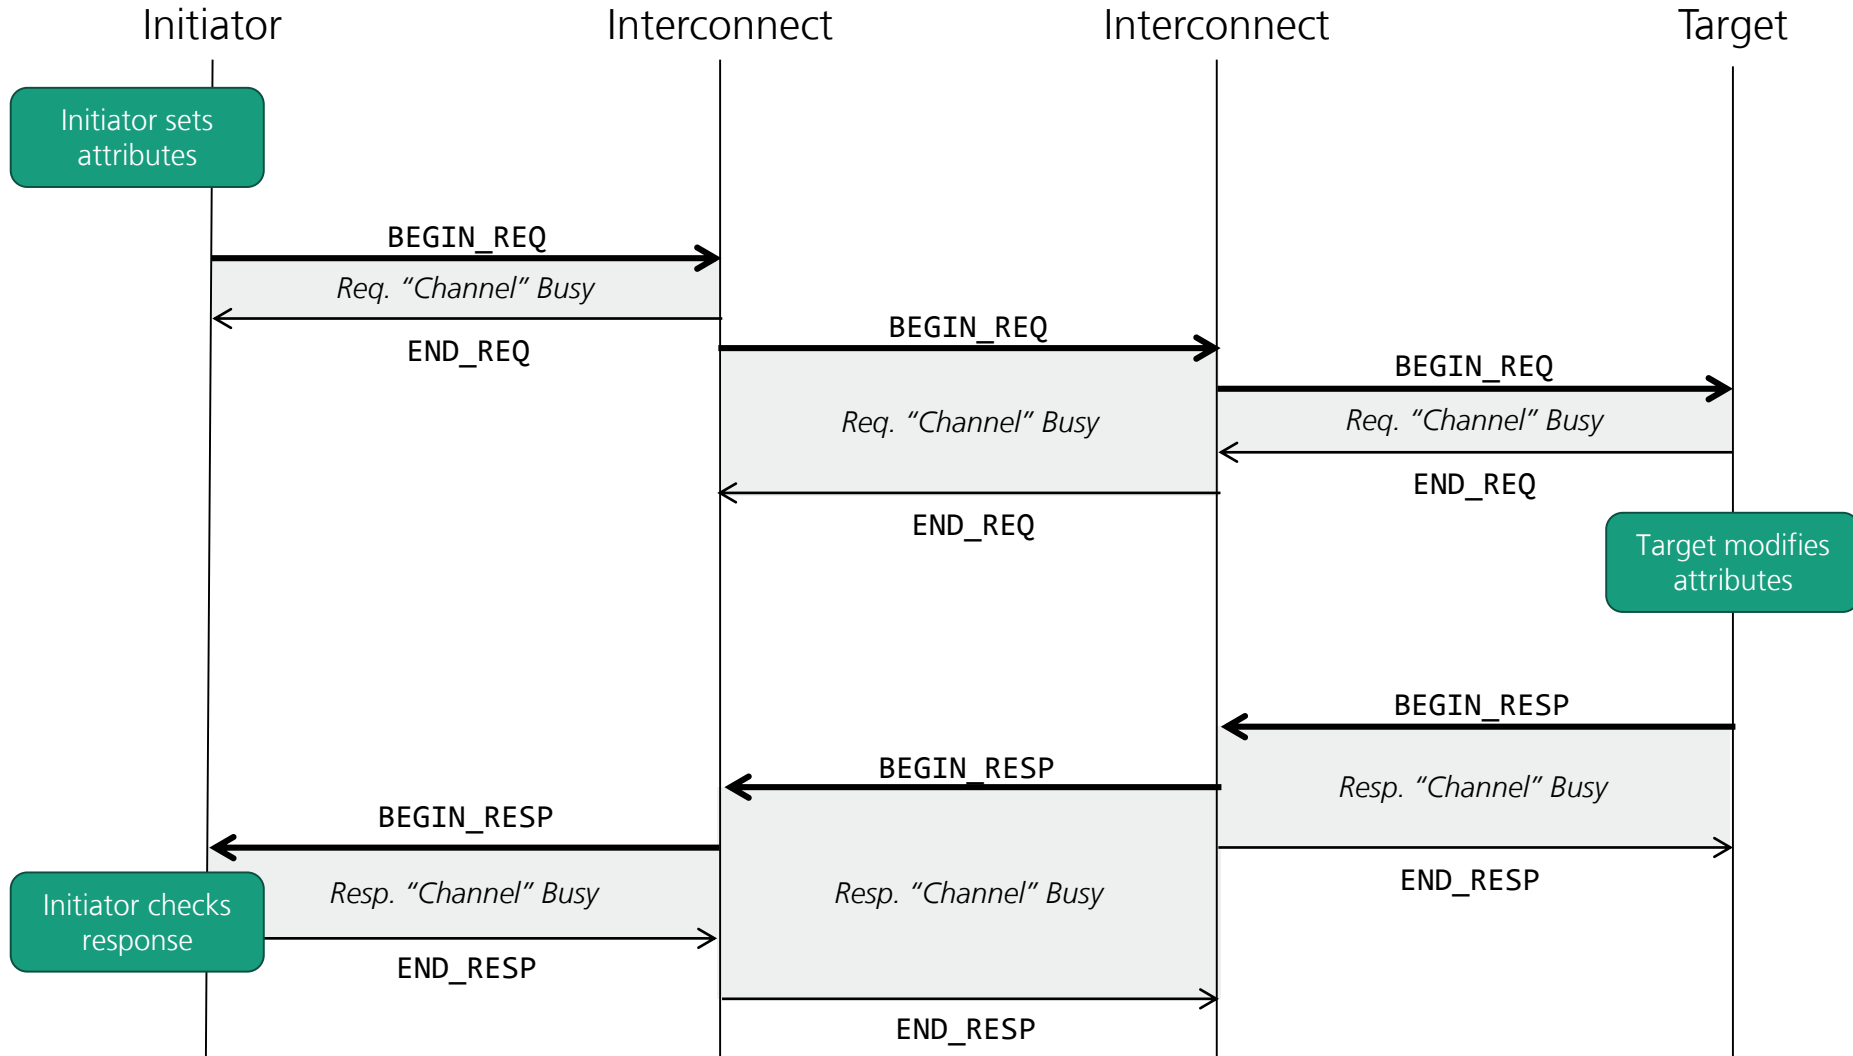 Initiator
Interconnect
Interconnect
Target
Initiator sets
attributes
BEGIN_REQ
Req. “Channel” Busy
END_REQ
BEGIN_REQ
Req. “Channel” Busy
END_REQ
BEGIN_REQ
Req. “Channel” Busy
END_REQ
Target modifies
attributes
BEGIN_RESP
Resp. “Channel” Busy
END_RESP
BEGIN_RESP
Resp. “Channel” Busy
END_RESP
BEGIN_RESP
Resp. “Channel” Busy
Initiator checks
response
END_RESP